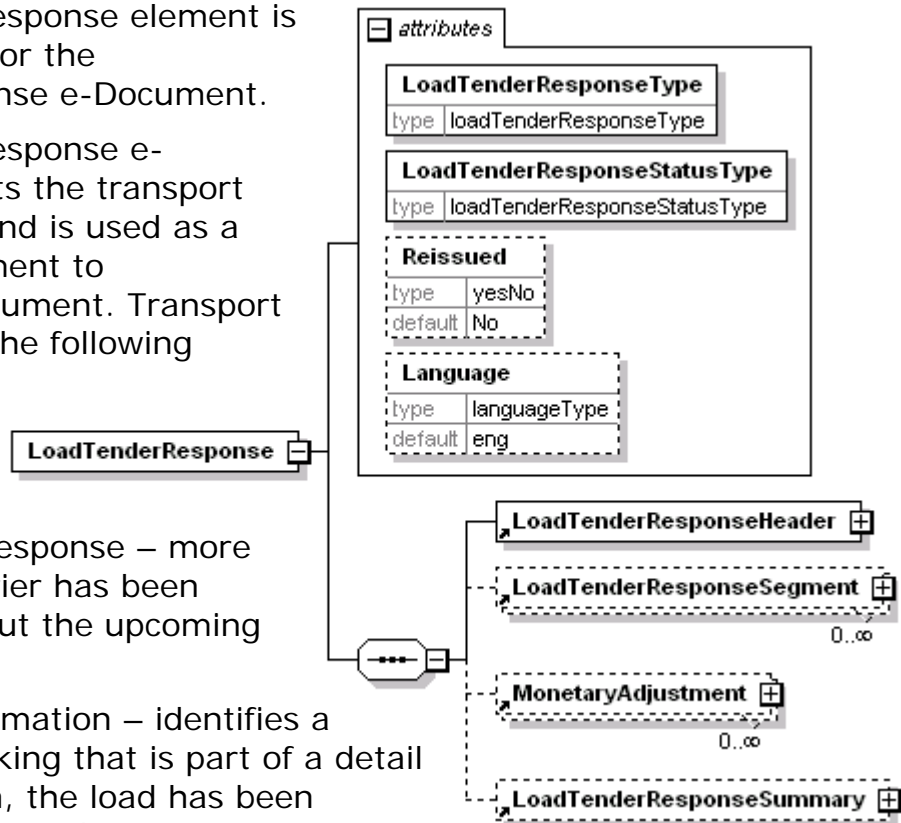 esponse element is
or the
nse e-Document.
esponse e-
ts the transport
nd is used as a
nent to
ument. Transport
he following
esponse – more
ier has been
ut the upcoming
mation – identifies a
king that is part of a detail
, the load has been
attributes
LoadTenderResponseType
type loadTenderResponseType
LoadTenderResponseStatusType
type loadTenderResponseStatusType
Reissued
type yesNo
default No
Language
type languageType
default eng
LoadTenderResponse
LoadTenderResponseHeader
LoadTenderResponseSegment
0..∞
MonetaryAdjustment
0..∞
LoadTenderResponseSummary